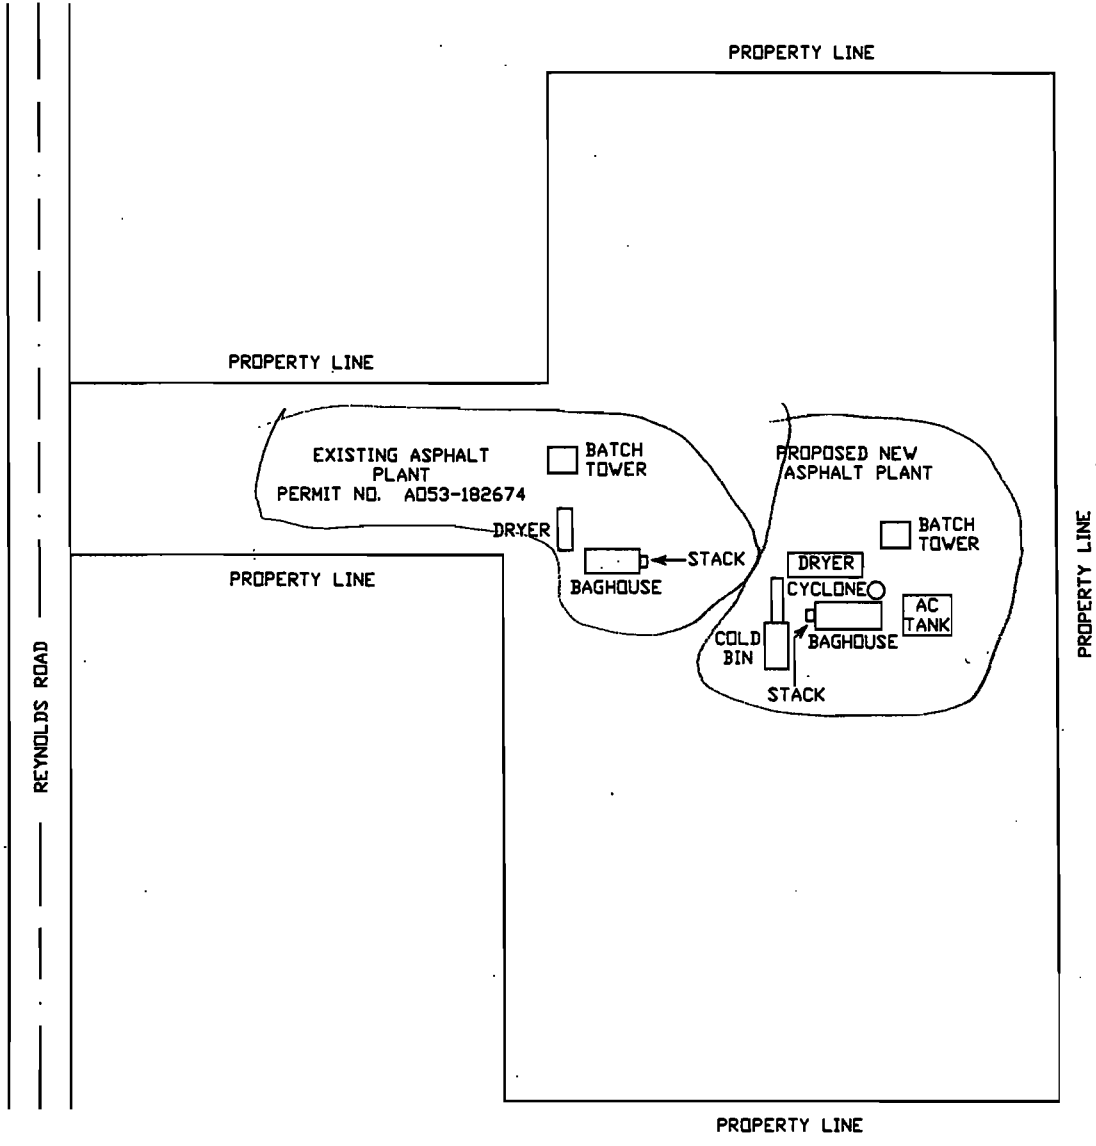 PROPERTY LINE
PROPERTY LINE
EXISTING ASPHALT
PLANT
PERMIT NO. AO53-182674
BATCH
TOWER
DRYER
STACK
BAGHOUSE
PROPERTY LINE
PROPOSED NEW
ASPHALT PLANT
BATCH
TOWER
DRYER
CYCLONE
AC
TANK
COLD
BIN
BAGHOUSE
STACK
PROPERTY LINE
REYNOLDS ROAD
PROPERTY LINE